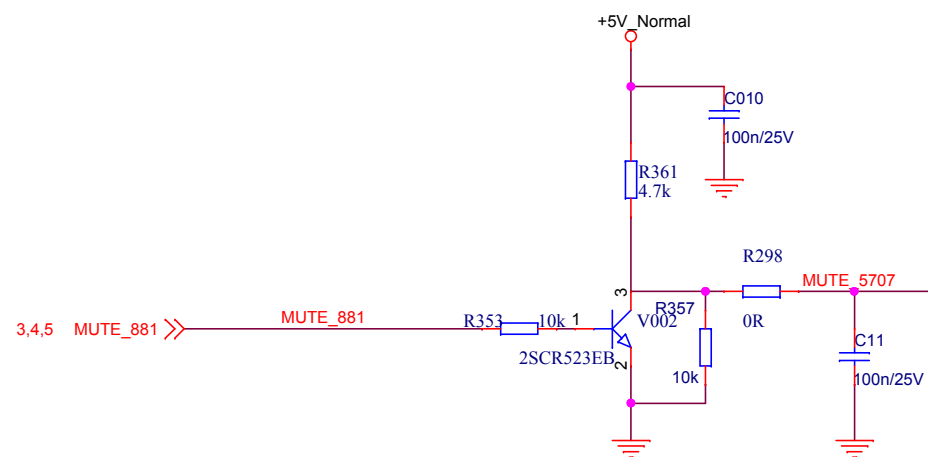 +5V_Normal
C010
100n/25V
R361
4.7k
R298
MUTE_5707
3
R357
3,4,5 MUTE_881
MUTE_881
R353 10k 1
V002
0R
2SCR523EB
2
10k
C11
100n/25V